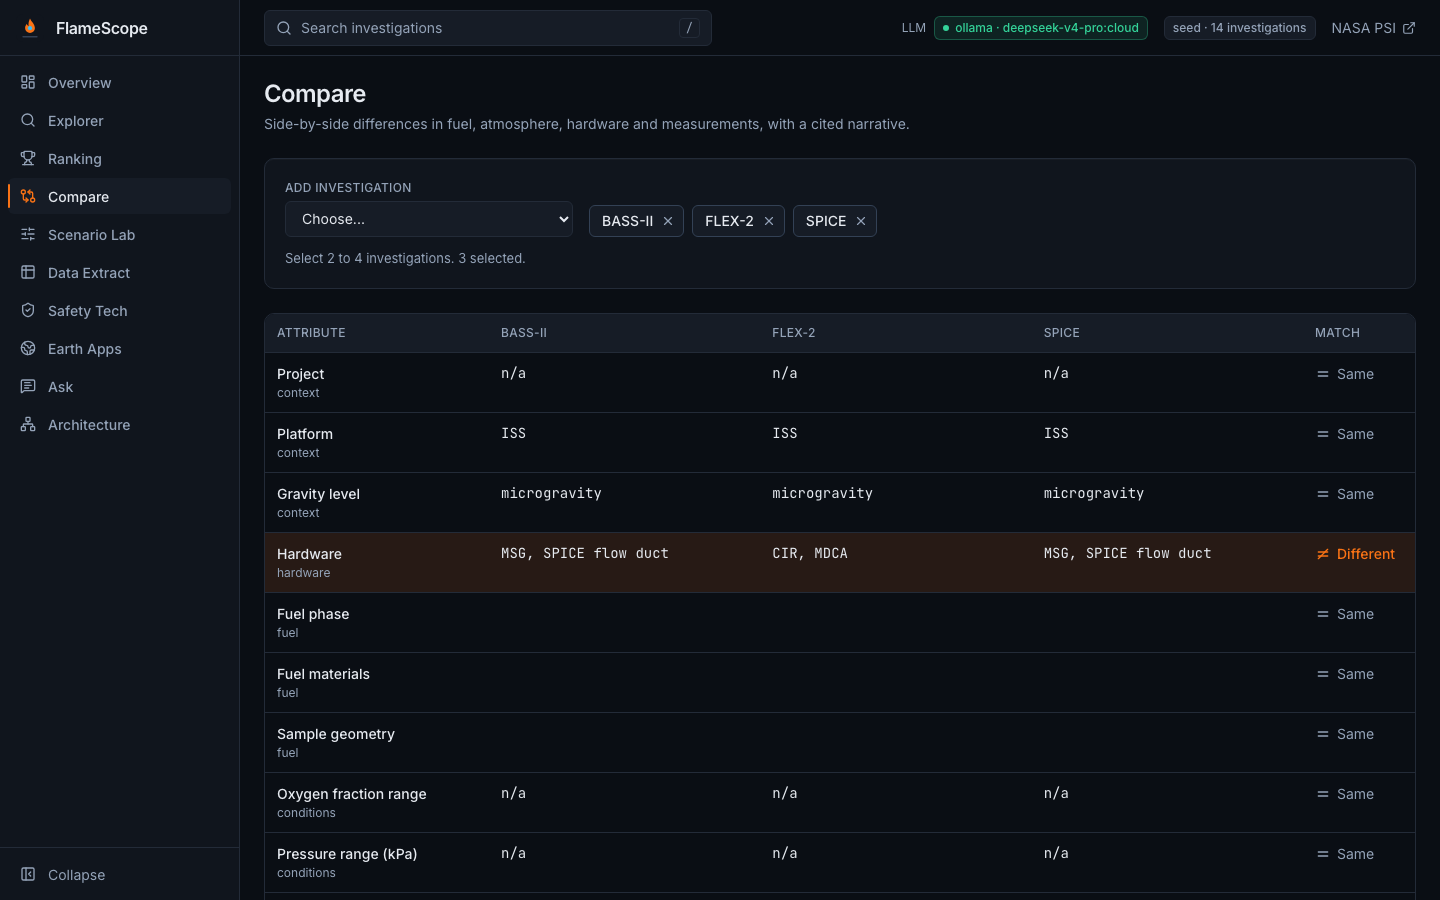 FlameScope
Search investigations /
LLM ollama · deepseek-v4-pro:cloud seed · 14 investigations NASA PSI
Overview
Explorer
Ranking
Compare
Scenario Lab
Data Extract
Safety Tech
Earth Apps
Ask
Architecture
Collapse
Compare
Side-by-side differences in fuel, atmosphere, hardware and measurements, with a cited narrative.
ADD INVESTIGATION
Choose... BASS-II × FLEX-2 × SPICE ×
Select 2 to 4 investigations. 3 selected.
ATTRIBUTE BASS-II FLEX-2 SPICE MATCH
Project n/a n/a n/a = Same
context
Platform ISS ISS ISS = Same
context
Gravity level microgravity microgravity microgravity = Same
context
Hardware MSG, SPICE flow duct CIR, MDCA MSG, SPICE flow duct ≠ Different
hardware
Fuel phase = Same
fuel
Fuel materials = Same
fuel
Sample geometry = Same
fuel
Oxygen fraction range n/a n/a n/a = Same
conditions
Pressure range (kPa) n/a n/a n/a = Same
conditions